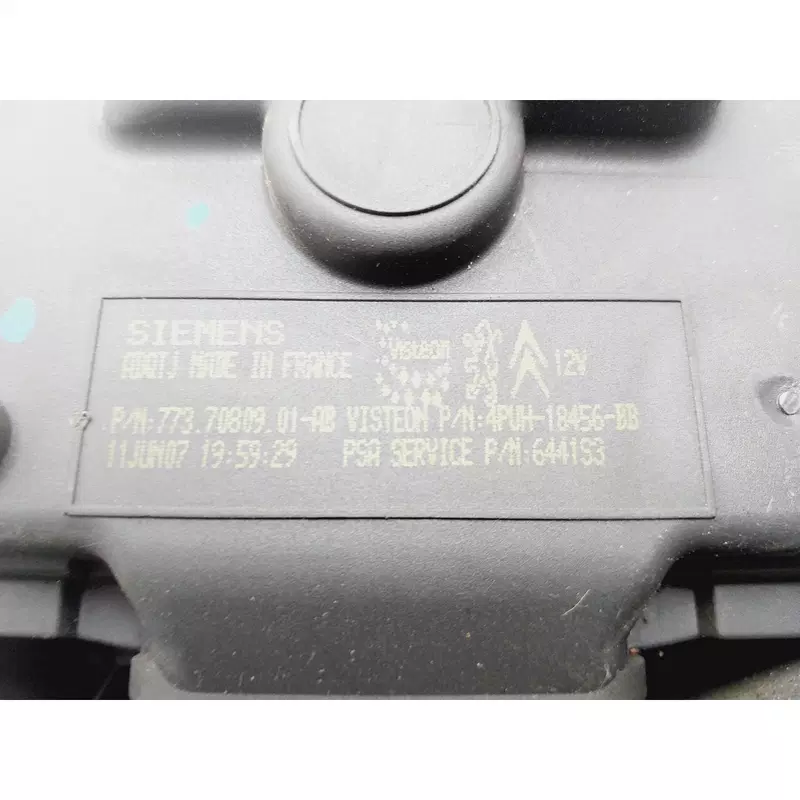 SIEMENS
MADE IN FRANCE
Visteon
12V
P/N:773.70809.01-AB VISTEON P/N:4PUH-18456-BB
11JUN07 19:59:29 PSA SERVICE P/N:6441S3